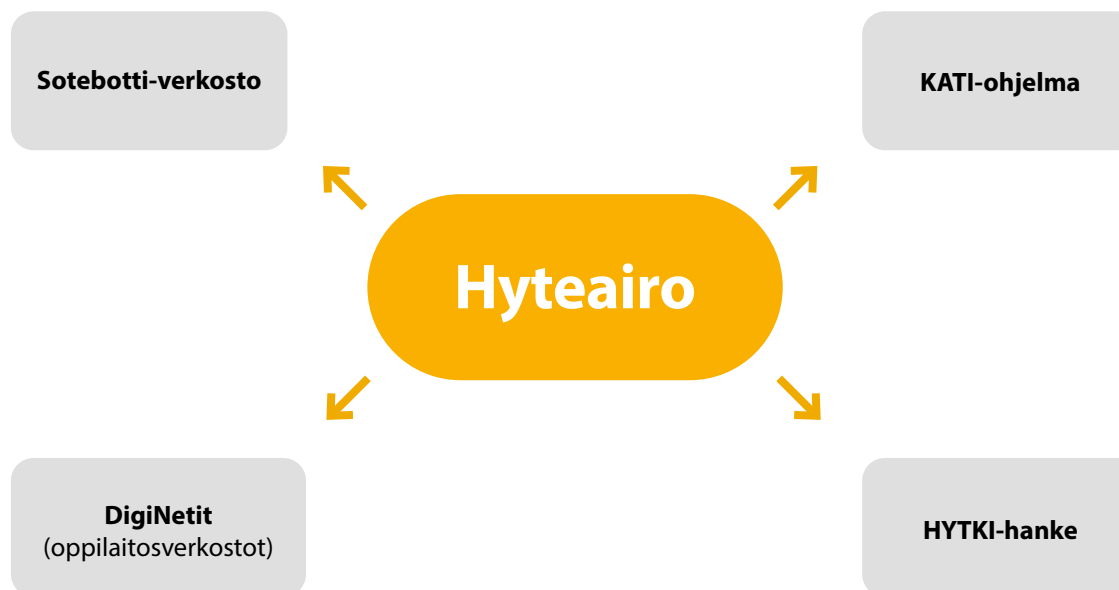 Sotebotti-verkosto
KATI-ohjelma
Hyteairo
DigiNetit
(oppilaitosverkostot)
HYTKI-hanke